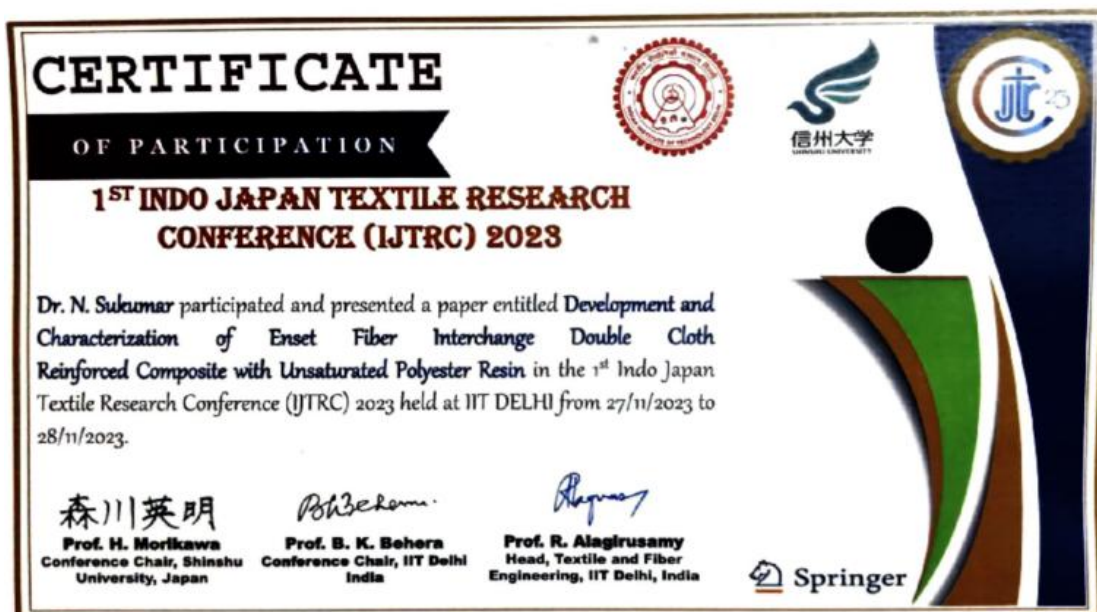 CERTIFICATE
OF PARTICIPATION
信州大学
SHINSHU UNIVERSITY
1ST INDO JAPAN TEXTILE RESEARCH
CONFERENCE (IJTRC) 2023
Dr. N. Sukumar participated and presented a paper entitled Development and
Characterization of Enset Fiber Interchange Double Cloth
Reinforced Composite with Unsaturated Polyester Resin in the 1st Indo Japan
Textile Research Conference (IJTRC) 2023 held at IIT DELHI from 27/11/2023 to
28/11/2023.
森川英明
Prof. H. Morikawa
Conference Chair, Shinshu
University, Japan
Prof. B. K. Behera
Conference Chair, IIT Delhi
India
Prof. R. Alagirusamy
Head, Textile and Fiber
Engineering, IIT Delhi, India
Springer